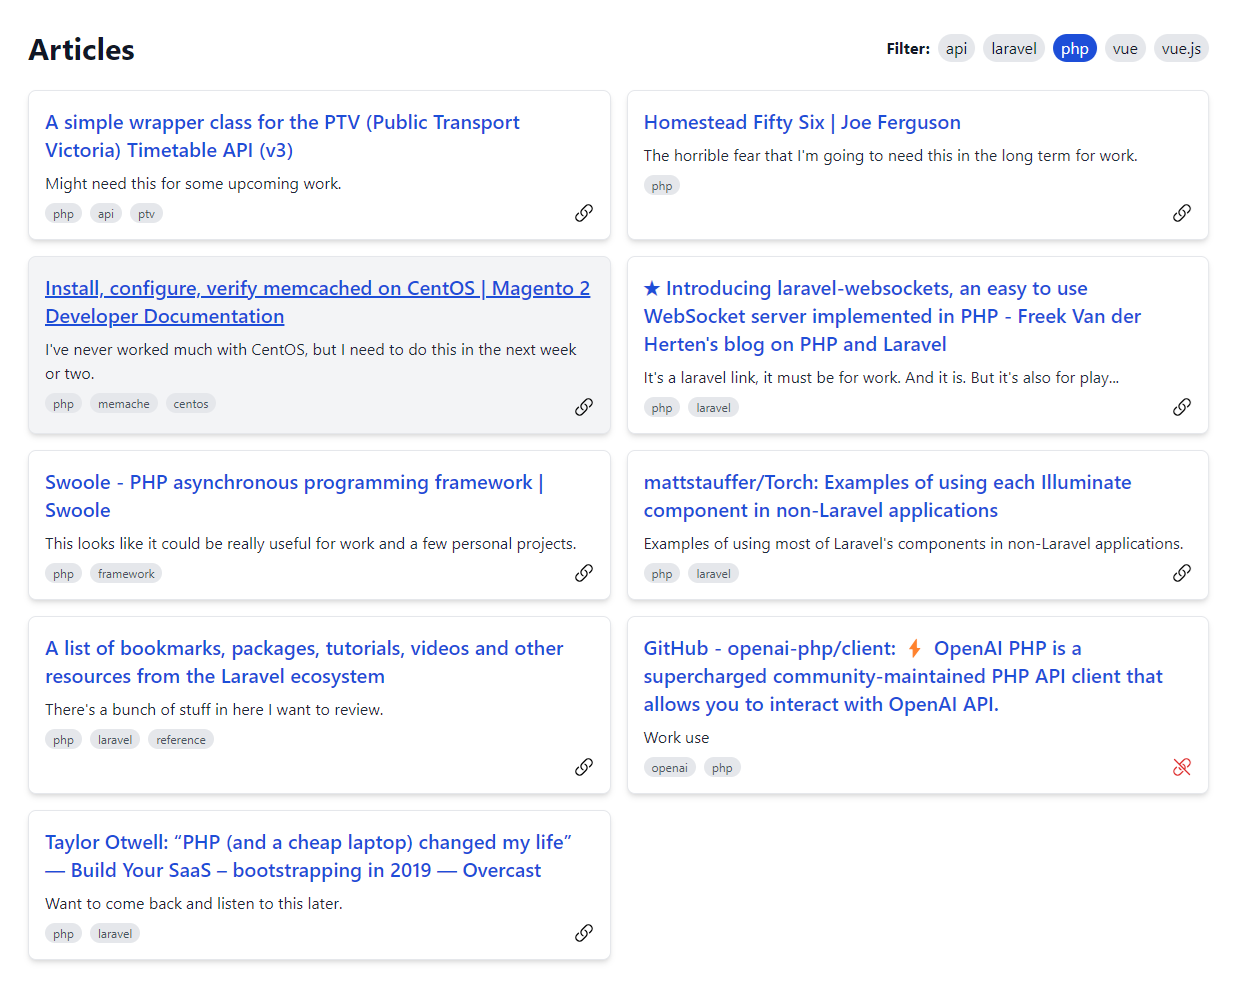 Articles
Filter: api laravel php vue vue.js
A simple wrapper class for the PTV (Public Transport
Victoria) Timetable API (v3)
Might need this for some upcoming work.
php api ptv
Homestead Fifty Six | Joe Ferguson
The horrible fear that I'm going to need this in the long term for work.
php
Install, configure, verify memcached on CentOS | Magento 2
Developer Documentation
I've never worked much with CentOS, but I need to do this in the next week
or two.
php memache centos
★ Introducing laravel-websockets, an easy to use
WebSocket server implemented in PHP - Freek Van der
Herten's blog on PHP and Laravel
It's a laravel link, it must be for work. And it is. But it's also for play...
php laravel
Swoole - PHP asynchronous programming framework |
Swoole
This looks like it could be really useful for work and a few personal projects.
php framework
mattstauffer/Torch: Examples of using each Illuminate
component in non-Laravel applications
Examples of using most of Laravel's components in non-Laravel applications.
php laravel
A list of bookmarks, packages, tutorials, videos and other
resources from the Laravel ecosystem
There's a bunch of stuff in here I want to review.
php laravel reference
GitHub - openai-php/client: ⚡ OpenAI PHP is a
supercharged community-maintained PHP API client that
allows you to interact with OpenAI API.
Work use
openai php
Taylor Otwell: “PHP (and a cheap laptop) changed my life”
— Build Your SaaS – bootstrapping in 2019 — Overcast
Want to come back and listen to this later.
php laravel